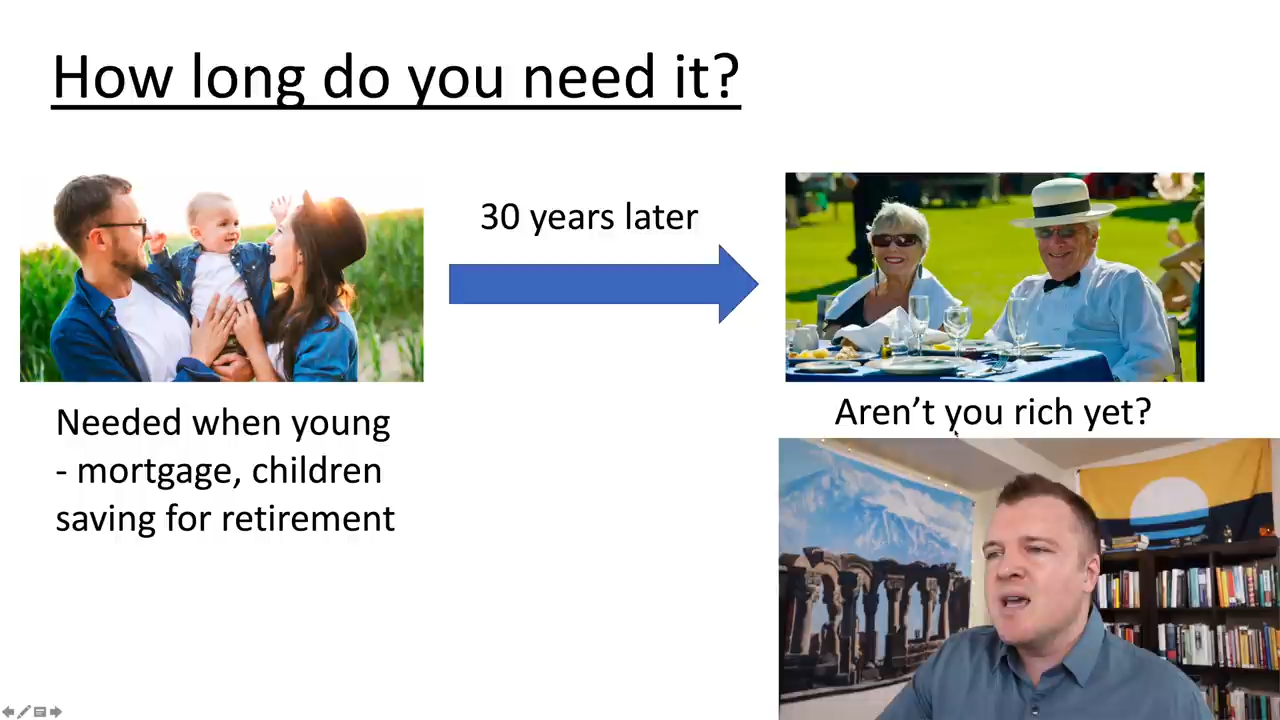 How long do you need it?
30 years later
Needed when young
- mortgage, children
saving for retirement
Aren’t you rich yet?